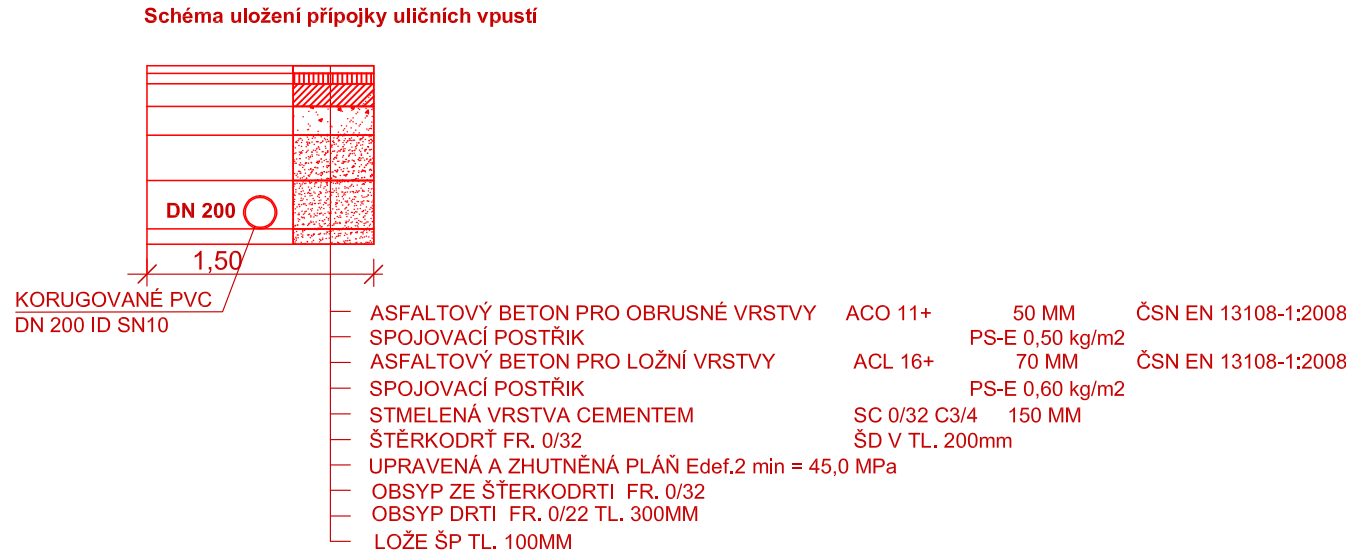 Schéma uložení přípojky uličních vpustí
DN 200
1,50
KORUGOVANÉ PVC
DN 200 ID SN10
ASFALTOVÝ BETON PRO OBRUSNÉ VRSTVY ACO 11+ 50 MM ČSN EN 13108-1:2008
SPOJOVACÍ POSTŘIK PS-E 0,50 kg/m2
ASFALTOVÝ BETON PRO LOŽNÍ VRSTVY ACL 16+ 70 MM ČSN EN 13108-1:2008
SPOJOVACÍ POSTŘIK PS-E 0,60 kg/m2
STMELENÁ VRSTVA CEMENTEM SC 0/32 C3/4 150 MM
ŠTĚRKODRŤ FR. 0/32 ŠD V TL. 200mm
UPRAVENÁ A ZHUTNĚNÁ PLÁŇ Edef.2 min = 45,0 MPa
OBSYP ZE ŠŤERKODRTI FR. 0/32
OBSYP DRTI FR. 0/22 TL. 300MM
LOŽE ŠP TL. 100MM